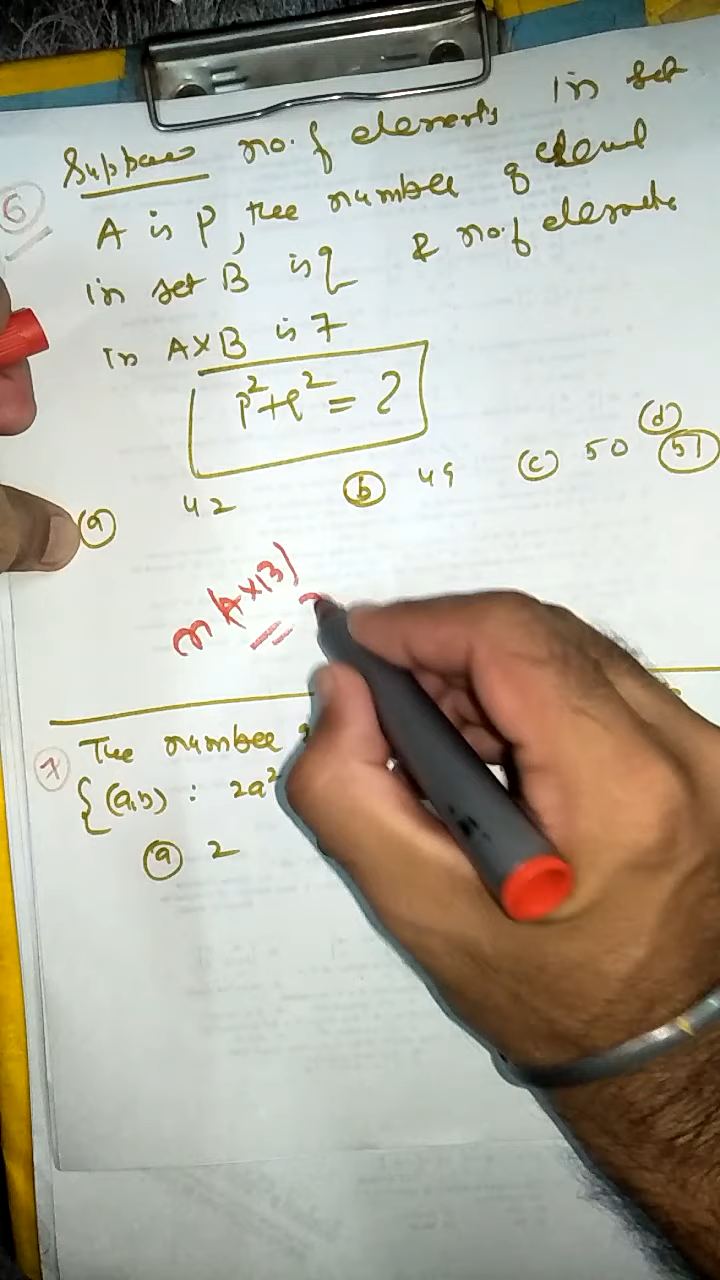 6 Suppose no. of elements in set
A is P, the number of element
in set B is q & no. of elements
in A×B is 7
P²+q² = ?
(a) 42 (b) 49 (c) 50 (d) 51
n(A×B)
7 The number
{(a,b) : 2a²
(a) 2